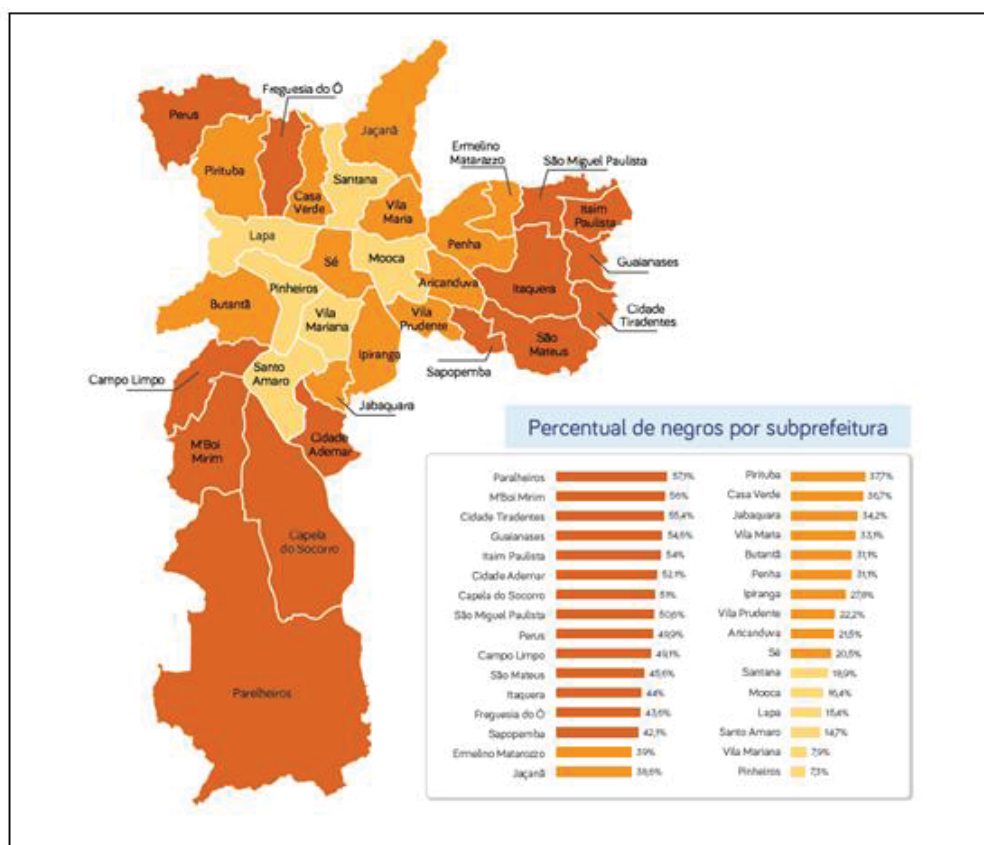 Freguesia do Ô
Perus
Jaçanã
Ermelino
Matarazzo
São Miguel Paulista
Pirituba
Santana
Casa
Verde
Vila
Maria
Itaim
Paulista
Lapa
Sé
Mooca
Penha
Guaianases
Pinheiros
Aricanduva
Itaquera
Butantã
Vila
Mariana
Vila
Prudente
Cidade
Tiradentes
Ipiranga
São
Mateus
Campo Limpo
Santo
Amaro
Sapopemba
Jabaquara
M'Boi
Mirim
Cidade
Ademar
Capela
do Socorro
Parelheiros
Percentual de negros por subprefeitura
Paralheiros 57,1%
M'Boi Mirim 56%
Cidade Tiradentes 55,4%
Guaianases 54,6%
Itaim Paulista 54%
Cidade Ademar 52,1%
Capela do Socorro 51%
São Miguel Paulista 50,6%
Perus 49,9%
Campo Limpo 49,1%
São Mateus 45,6%
Itaquera 44%
Freguesia do Ô 43,6%
Sapopemba 42,1%
Ermelino Matarozzo 39%
Jaçanã 38,6%
Pirituba 37,7%
Casa Verde 36,7%
Jabaquara 34,2%
Vila Maria 33,1%
Butantã 31,1%
Penha 31,1%
Ipiranga 27,8%
Vila Prudente 22,2%
Aricanduva 21,5%
Sé 20,5%
Santana 18,9%
Mooca 16,4%
Lapa 15,4%
Santo Amaro 14,7%
Vila Mariana 7,9%
Pinheiros 7,3%